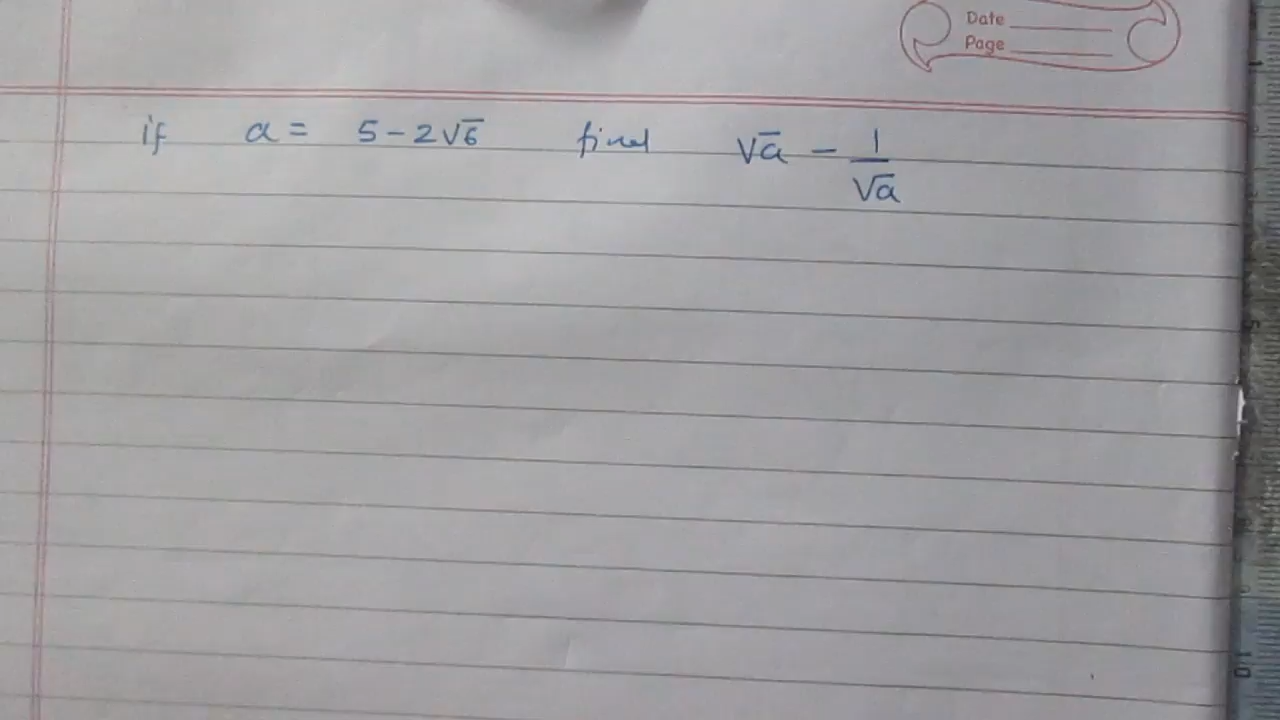 Date
Page
if a = 5 - 2√6 find √a - 1/√a